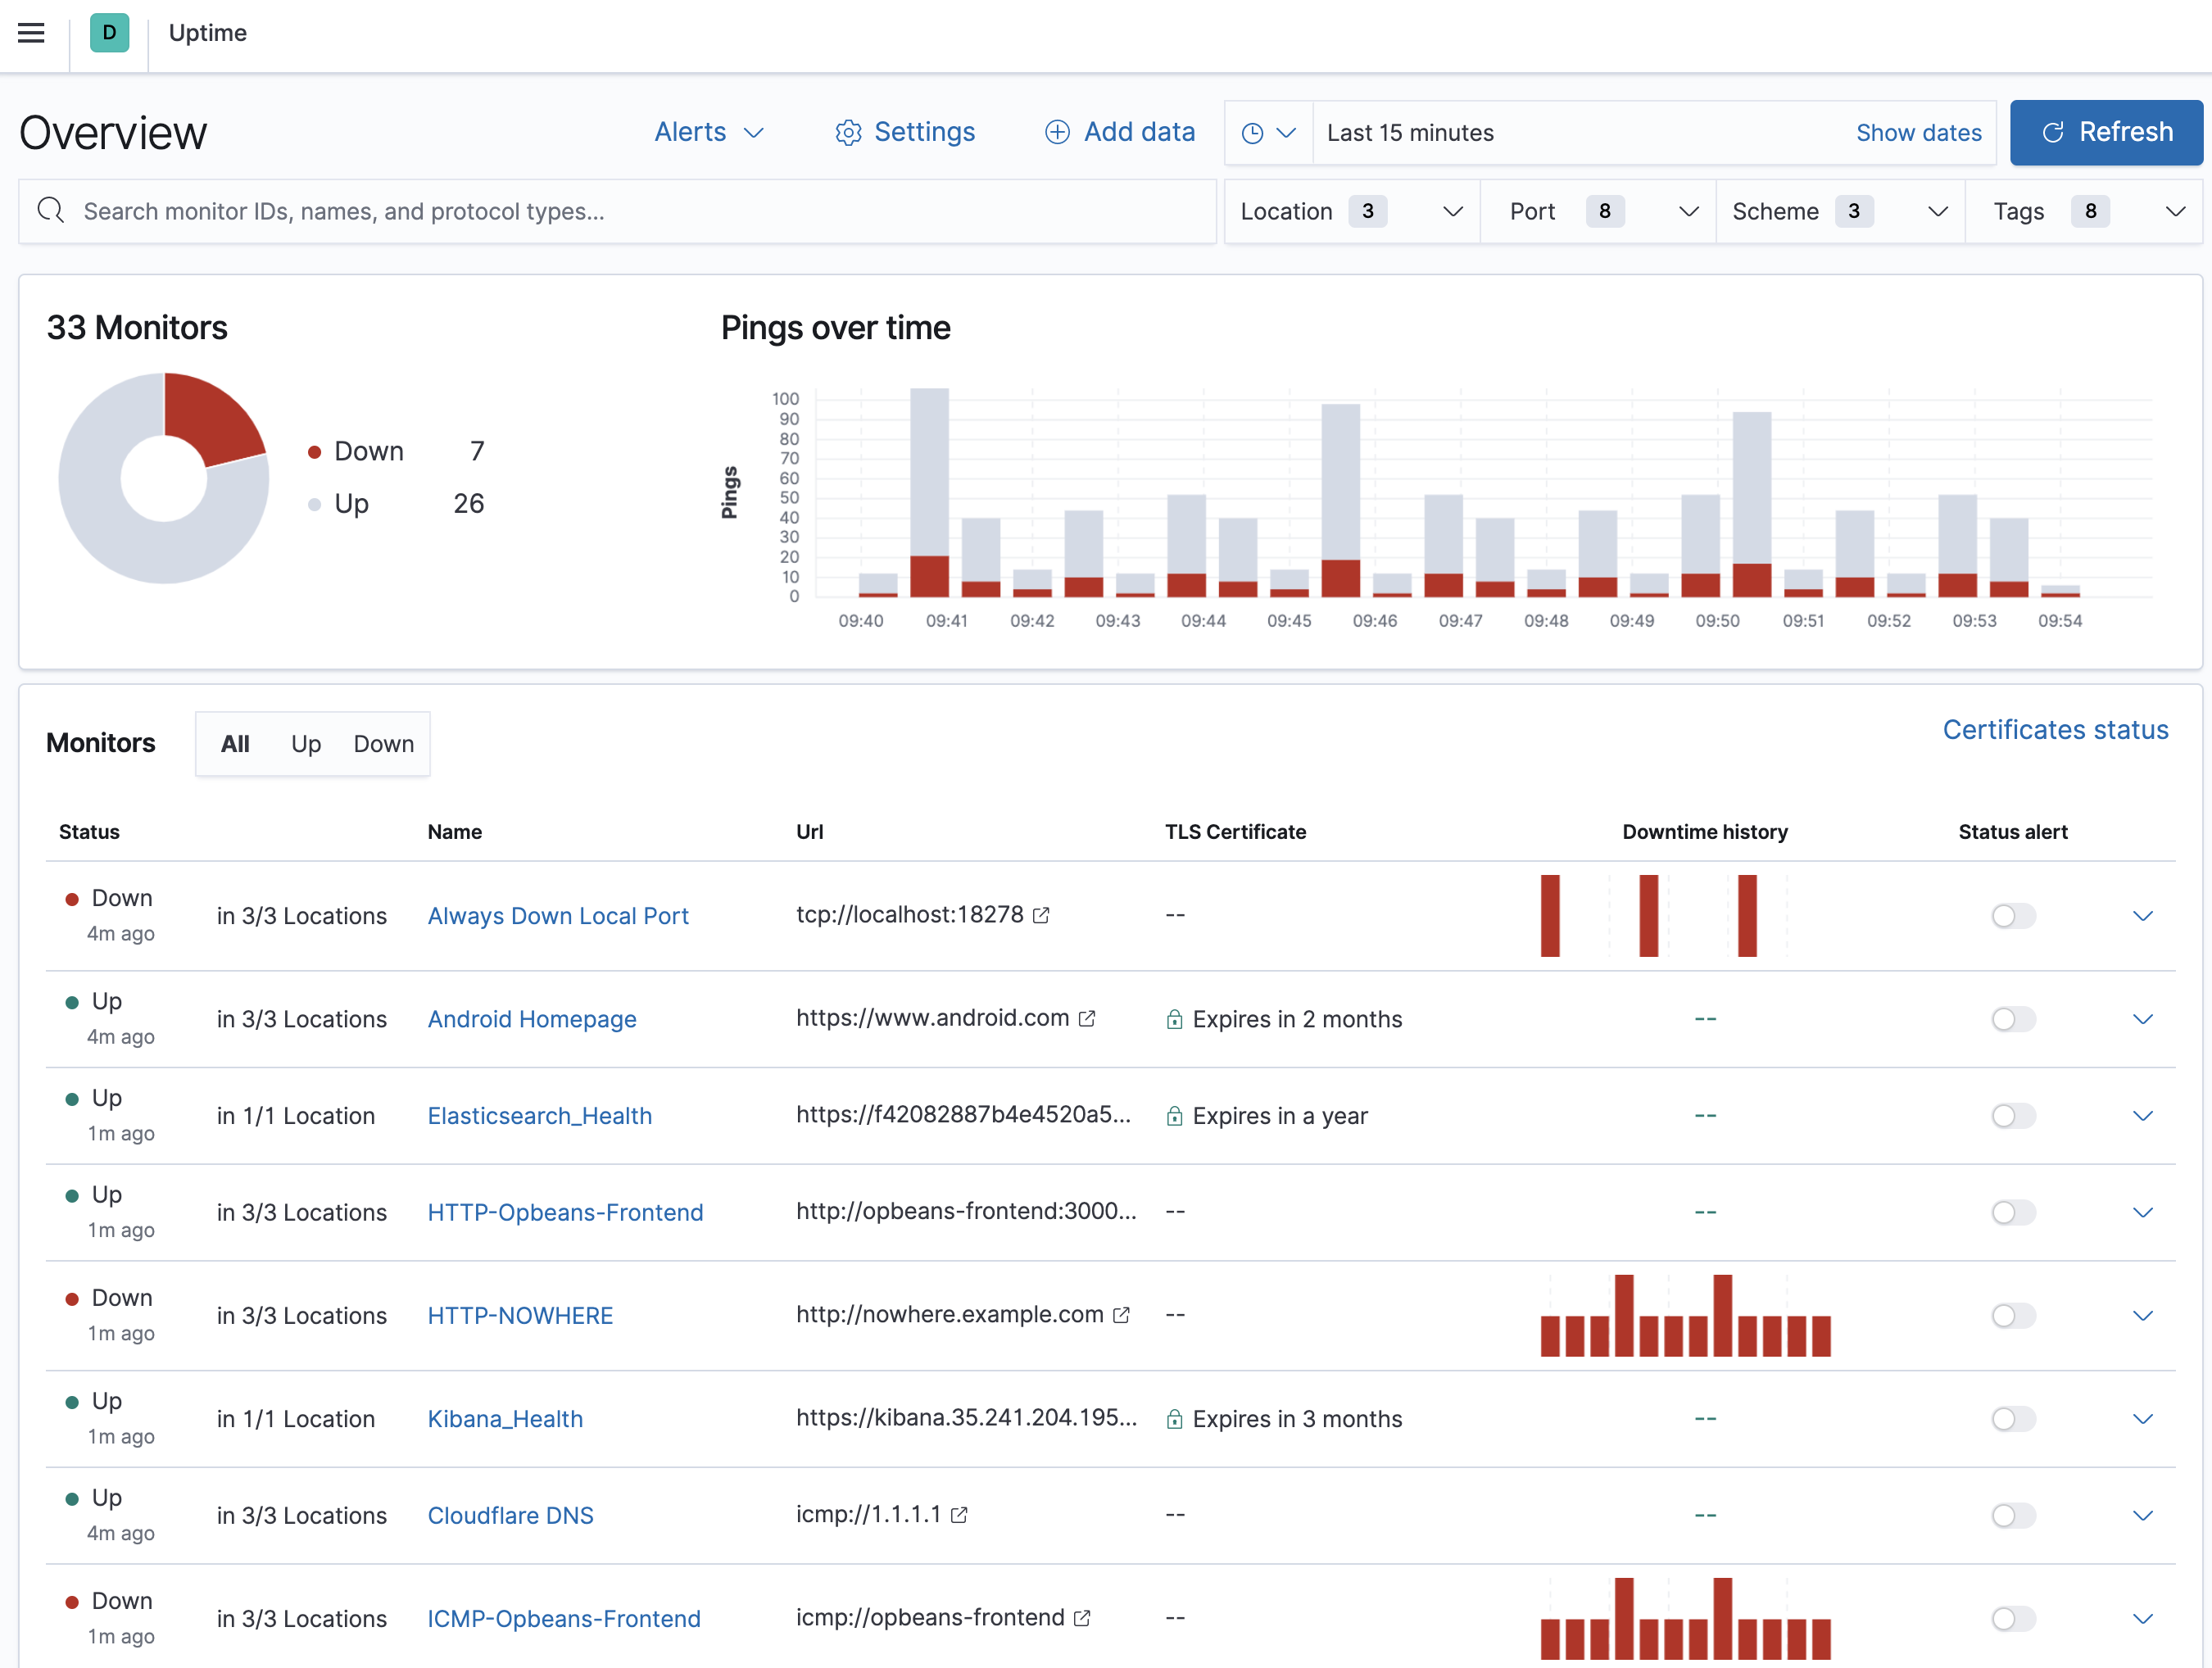 D Uptime
Overview Alerts Settings Add data Last 15 minutes Show dates Refresh
Search monitor IDs, names, and protocol types... Location 3 Port 8 Scheme 3 Tags 8
33 Monitors
Down 7
Up 26
Pings over time
Pings
100
90
80
70
60
50
40
30
20
10
0
09:40 09:41 09:42 09:43 09:44 09:45 09:46 09:47 09:48 09:49 09:50 09:51 09:52 09:53 09:54
Monitors All Up Down Certificates status
Status Name Url TLS Certificate Downtime history Status alert
Down
4m ago
in 3/3 Locations Always Down Local Port tcp://localhost:18278 --
Up
4m ago
in 3/3 Locations Android Homepage https://www.android.com Expires in 2 months --
Up
1m ago
in 1/1 Location Elasticsearch_Health https://f42082887b4e4520a5... Expires in a year --
Up
1m ago
in 3/3 Locations HTTP-Opbeans-Frontend http://opbeans-frontend:3000... -- --
Down
1m ago
in 3/3 Locations HTTP-NOWHERE http://nowhere.example.com --
Up
1m ago
in 1/1 Location Kibana_Health https://kibana.35.241.204.195... Expires in 3 months --
Up
4m ago
in 3/3 Locations Cloudflare DNS icmp://1.1.1.1 -- --
Down
1m ago
in 3/3 Locations ICMP-Opbeans-Frontend icmp://opbeans-frontend --